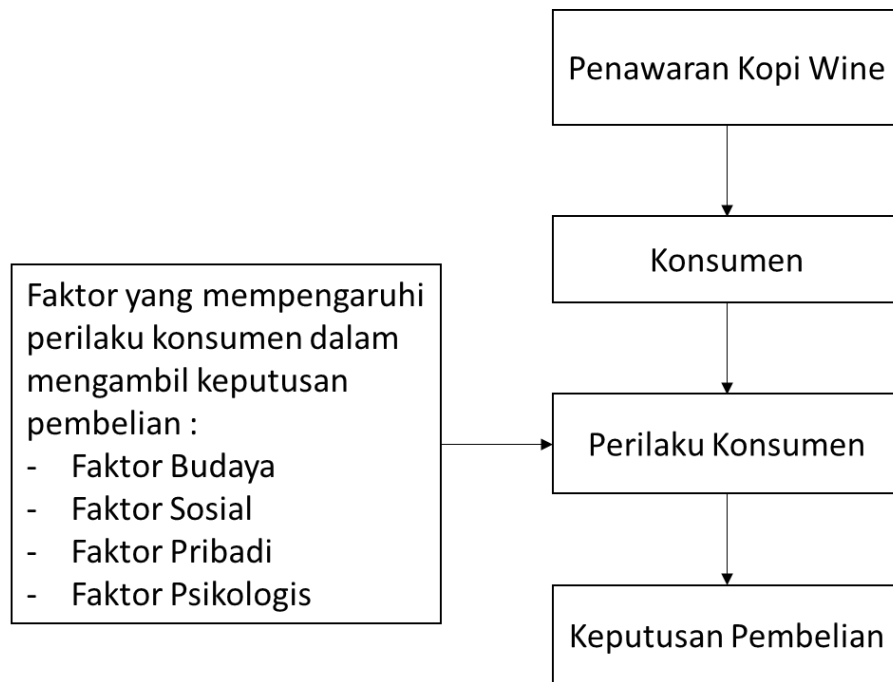 Penawaran Kopi Wine
Konsumen
Faktor yang mempengaruhi
perilaku konsumen dalam
mengambil keputusan
pembelian :
- Faktor Budaya
- Faktor Sosial
- Faktor Pribadi
- Faktor Psikologis
Perilaku Konsumen
Keputusan Pembelian